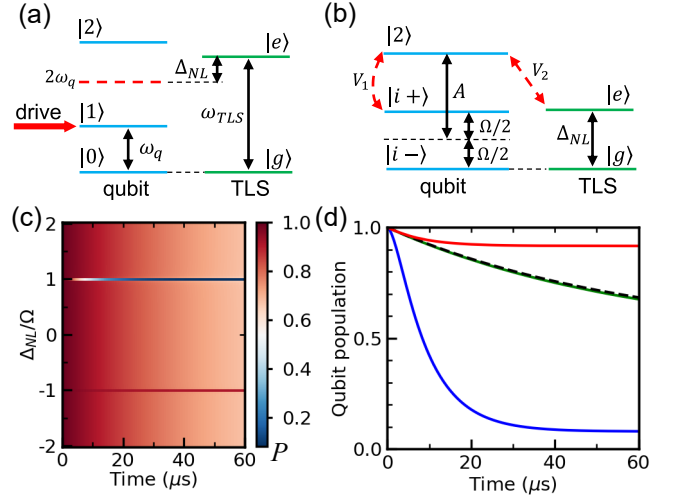 (a)
|2⟩
|e⟩
2ω_q
Δ_NL
drive
|1⟩
ω_TLS
ω_q
|0⟩
|g⟩
qubit
TLS
(b)
|2⟩
V_1
V_2
A
|i +⟩
|e⟩
Ω/2
Δ_NL
Ω/2
|i −⟩
|g⟩
qubit
TLS
(c)
2
1
0
-1
-2
Δ_NL/Ω
0 20 40 60
Time (μs)
1.0
0.8
0.6
0.4
0.2
P
(d)
1.0
0.5
0.0
Qubit population
0 20 40 60
Time (μs)